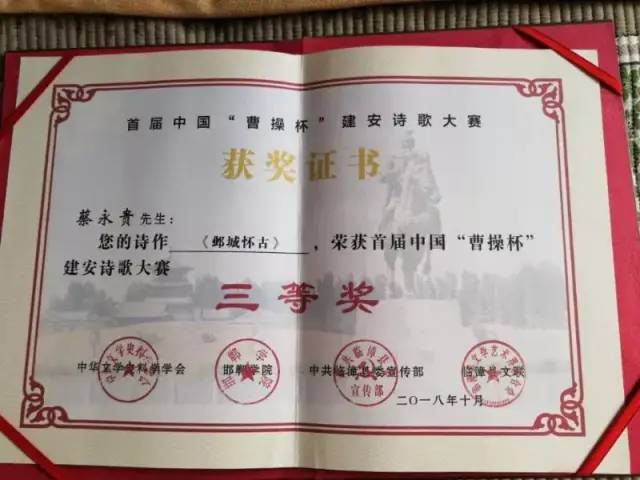 首届中国“曹操杯”建安诗歌大赛
获奖证书
蔡永贵先生:
您的诗作《邺城怀古》,荣获首届中国“曹操杯”
建安诗歌大赛
三等奖
中华文学史料学学会 邯郸学院 中共临漳县委宣传部 临漳县文联
宣传部
二〇一八年十月